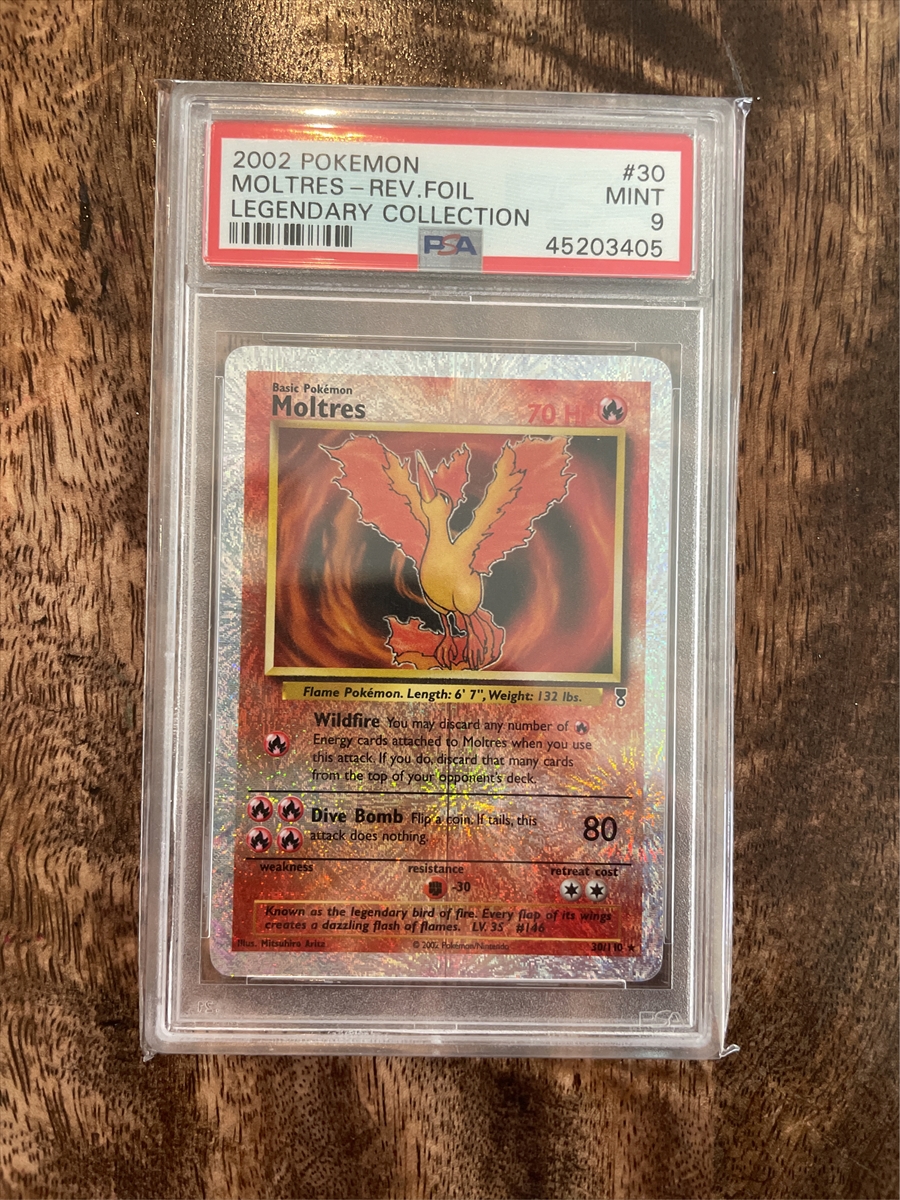 2002 POKEMON
#30
MOLTRES - REV.FOIL
MINT
LEGENDARY COLLECTION
9
PSA
45203405
Basic Pokémon
Moltres
70 HP
Flame Pokémon. Length: 6' 7", Weight: 132 lbs.
Wildfire You may discard any number of
Energy cards attached to Moltres when you use
this attack. If you do, discard that many cards
from the top of your opponent's deck.
Dive Bomb Flip a coin. If tails, this
attack does nothing.
80
weakness
resistance
retreat cost
-30
Known as the legendary bird of fire. Every flap of its wings
creates a dazzling flash of flames. LV. 35 #146
Illus. Mitsuhiro Arita
© 2002 Pokémon/Nintendo
30/110 ★
PSA